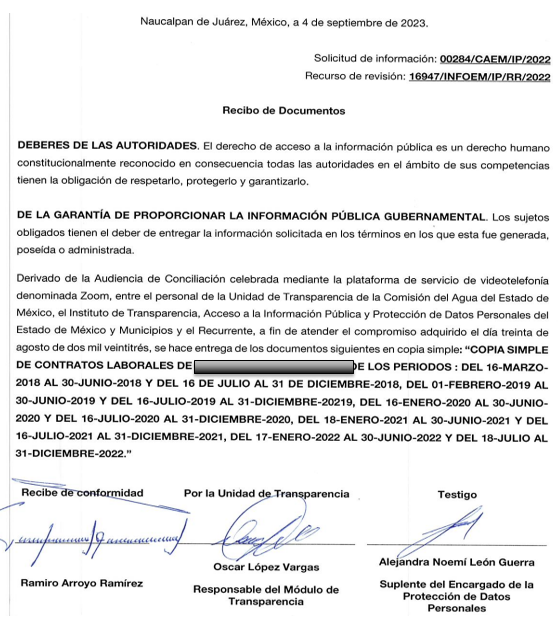 Naucalpan de Juárez, México, a 4 de septiembre de 2023.
Solicitud de información: 00284/CAEM/IP/2022
Recurso de revisión: 16947/INFOEM/IP/RR/2022
Recibo de Documentos
DEBERES DE LAS AUTORIDADES. El derecho de acceso a la información pública es un derecho humano
constitucionalmente reconocido en consecuencia todas las autoridades en el ámbito de sus competencias
tienen la obligación de respetarlo, protegerlo y garantizarlo.
DE LA GARANTÍA DE PROPORCIONAR LA INFORMACIÓN PÚBLICA GUBERNAMENTAL. Los sujetos
obligados tienen el deber de entregar la información solicitada en los términos en los que esta fue generada,
poseída o administrada.
Derivado de la Audiencia de Conciliación celebrada mediante la plataforma de servicio de videotelefonía
denominada Zoom, entre el personal de la Unidad de Transparencia de la Comisión del Agua del Estado de
México, el Instituto de Transparencia, Acceso a la Información Pública y Protección de Datos Personales del
Estado de México y Municipios y el Recurrente, a fin de atender el compromiso adquirido el día treinta de
agosto de dos mil veintitrés, se hace entrega de los documentos siguientes en copia simple: "COPIA SIMPLE
DE CONTRATOS LABORALES DE DE LOS PERIODOS : DEL 16-MARZO-
2018 AL 30-JUNIO-2018 Y DEL 16 DE JULIO AL 31 DE DICIEMBRE-2018, DEL 01-FEBRERO-2019 AL
30-JUNIO-2019 Y DEL 16-JULIO-2019 AL 31-DICIEMBRE-20219, DEL 16-ENERO-2020 AL 30-JUNIO-
2020 Y DEL 16-JULIO-2020 AL 31-DICIEMBRE-2020, DEL 18-ENERO-2021 AL 30-JUNIO-2021 Y DEL
16-JULIO-2021 AL 31-DICIEMBRE-2021, DEL 17-ENERO-2022 AL 30-JUNIO-2022 Y DEL 18-JULIO AL
31-DICIEMBRE-2022."
Recibe de conformidad Por la Unidad de Transparencia Testigo
Ramiro Arroyo Ramírez Oscar López Vargas Alejandra Noemí León Guerra
Responsable del Módulo de Transparencia
Suplente del Encargado de la
Protección de Datos
Personales